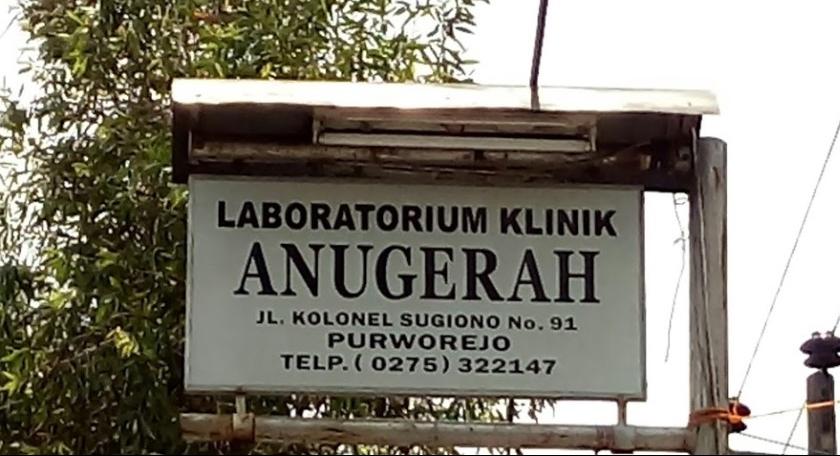 LABORATORIUM KLINIK
ANUGERAH
JL. KOLONEL SUGIONO No. 91
PURWOREJO
TELP. ( 0275) 322147